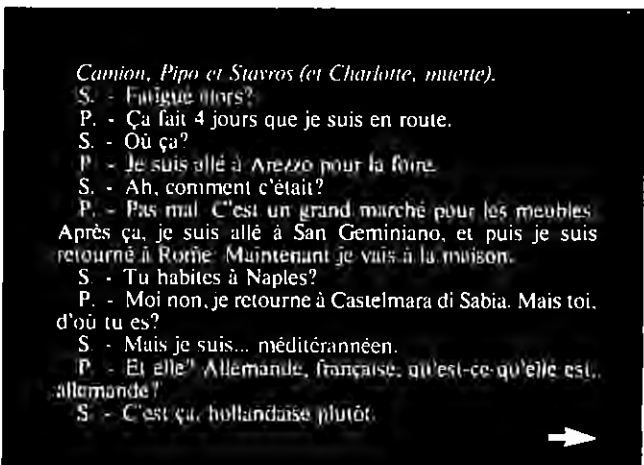 Camion, Pipo et Stavros (et Charlotte, muette).
S. - Fatigué alors?
P. - Ça fait 4 jours que je suis en route.
S. - Où ça?
P. - Je suis allé à Arezzo pour la foire.
S. - Ah, comment c'était?
P. - Pas mal. C'est un grand marché pour les meubles.
Après ça, je suis allé à San Geminiano, et puis je suis
retourné à Rome. Maintenant je vais à la maison.
S. - Tu habites à Naples?
P. - Moi non, je retourne à Castelmara di Sabia. Mais toi,
d'où tu es?
S. - Mais je suis... méditérannéen.
P. - Et elle? Allemande, française, qu'est-ce-qu'elle est..
allemande?
S. - C'est ça, hollandaise plutôt.